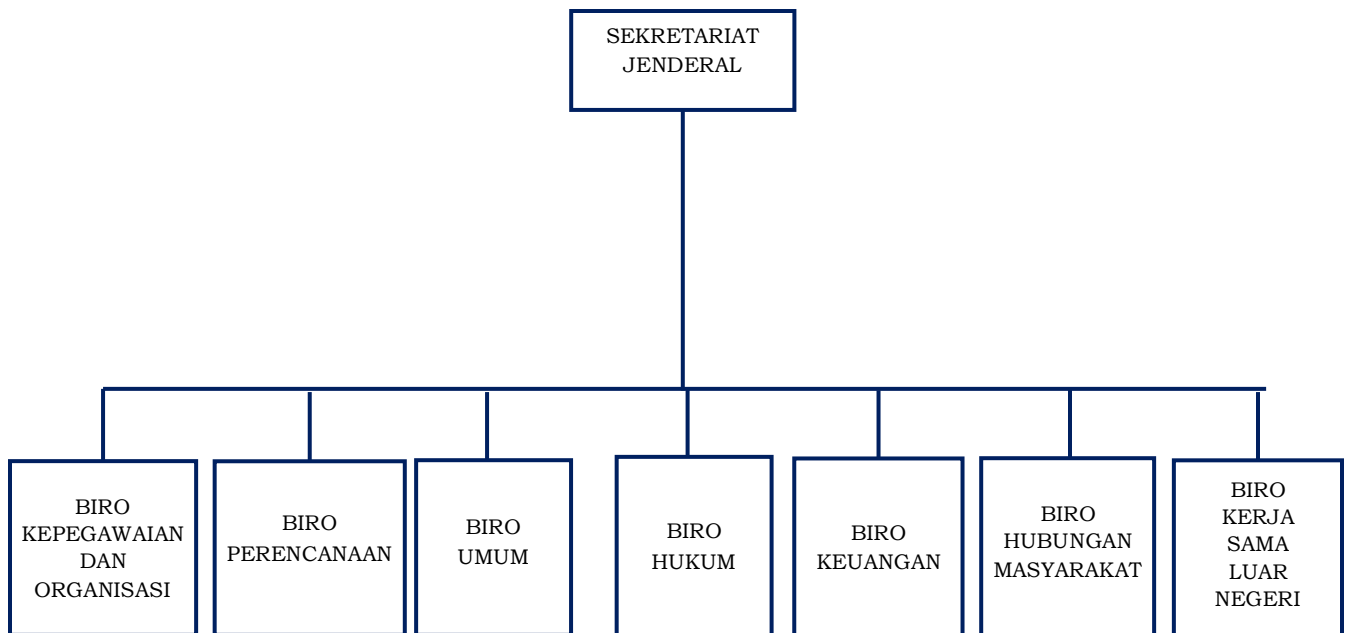 SEKRETARIAT
JENDERAL
BIRO
KEPEGAWAIAN
DAN
ORGANISASI
BIRO
PERENCANAAN
BIRO
UMUM
BIRO
HUKUM
BIRO
KEUANGAN
BIRO
HUBUNGAN
MASYARAKAT
BIRO
KERJA
SAMA
LUAR
NEGERI